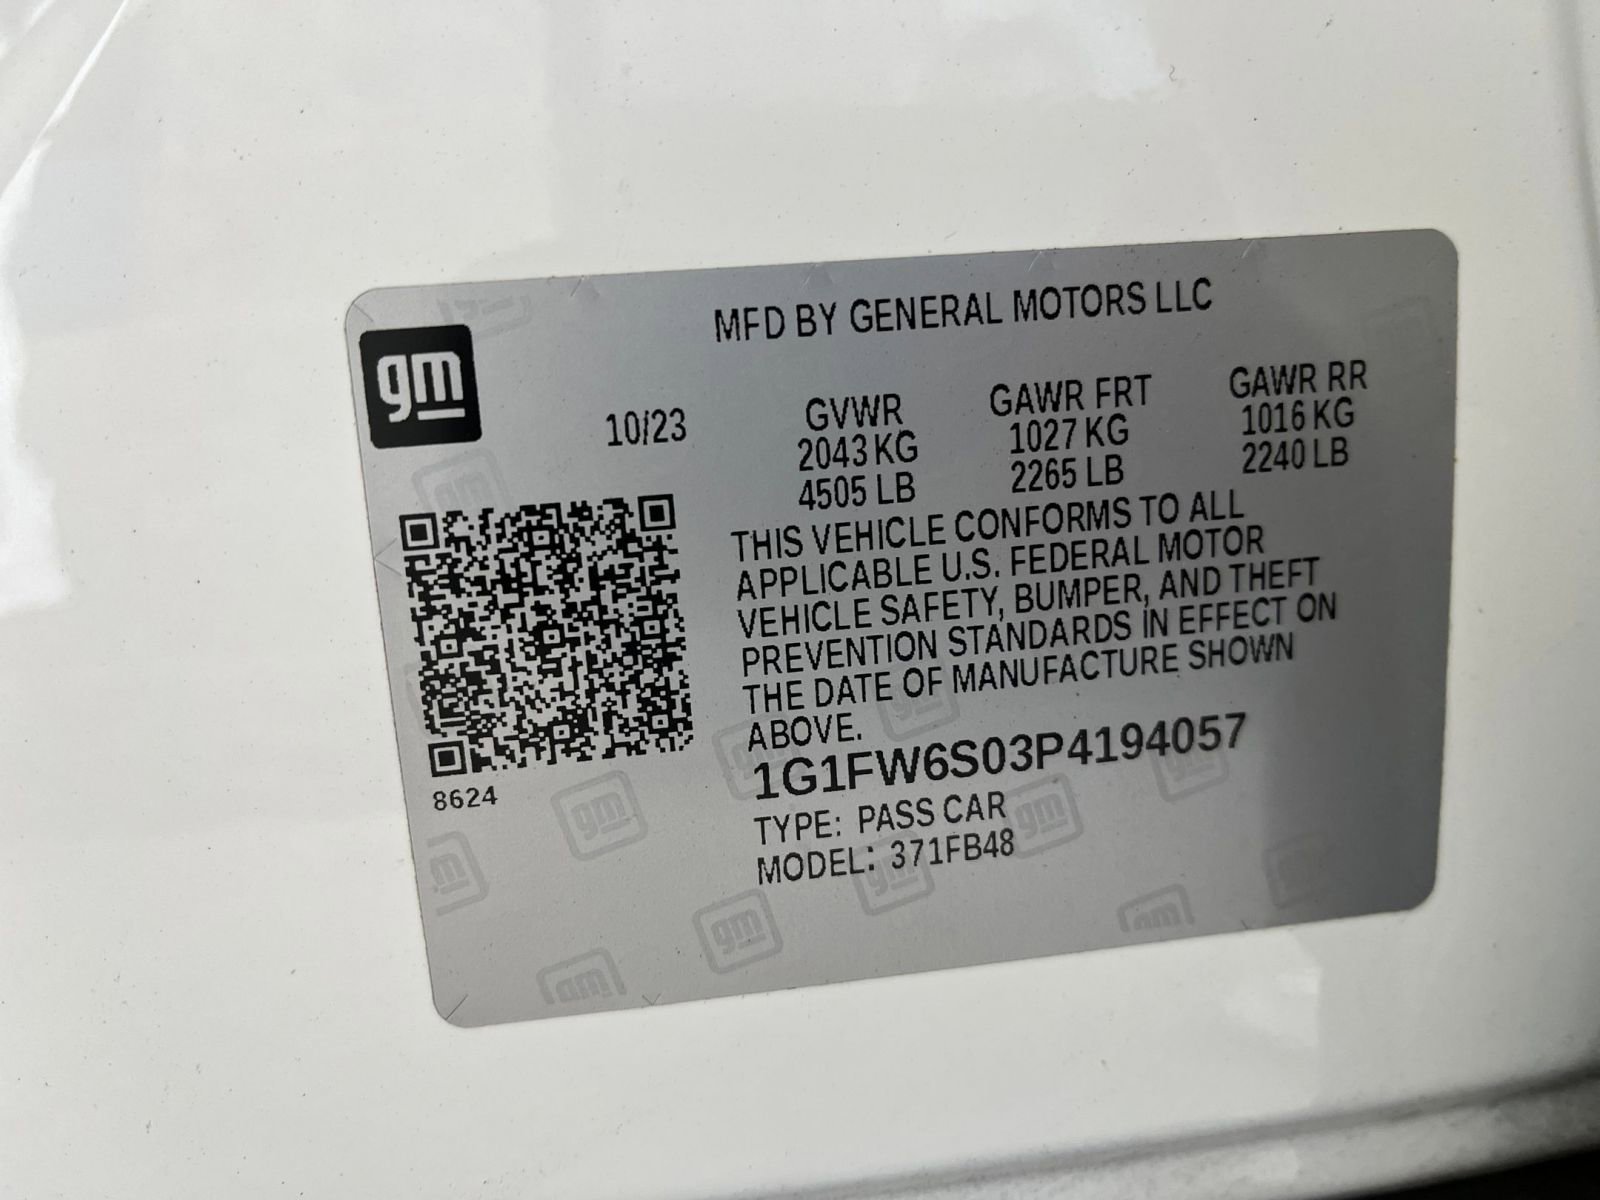 MFD BY GENERAL MOTORS LLC
gm
10/23
GVWR GAWR FRT GAWR RR
2043 KG 1027 KG 1016 KG
4505 LB 2265 LB 2240 LB
THIS VEHICLE CONFORMS TO ALL
APPLICABLE U.S. FEDERAL MOTOR
VEHICLE SAFETY, BUMPER, AND THEFT
PREVENTION STANDARDS IN EFFECT ON
THE DATE OF MANUFACTURE SHOWN
ABOVE.
1G1FW6S03P4194057
8624
TYPE: PASS CAR
MODEL: 371FB48